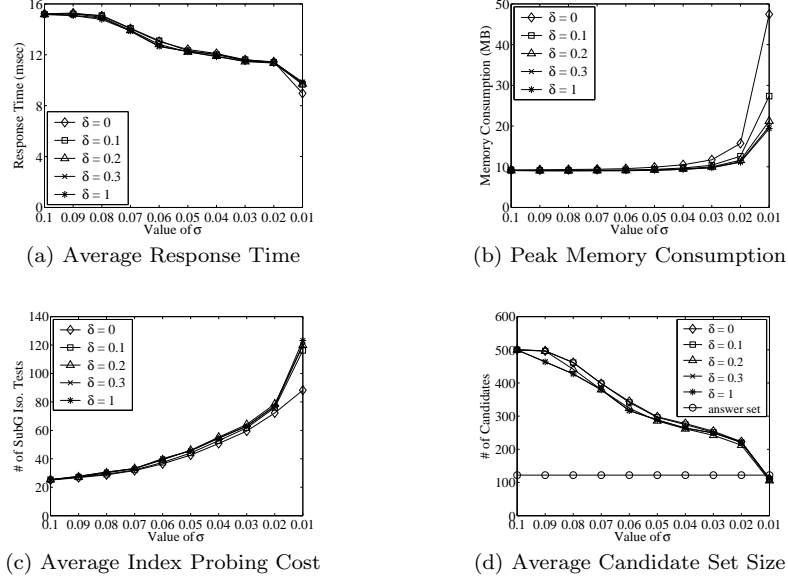 16
12
8
4
0
Response Time (msec)
δ = 0
δ = 0.1
δ = 0.2
δ = 0.3
δ = 1
0.1 0.09 0.08 0.07 0.06 0.05 0.04 0.03 0.02 0.01
Value of σ
(a) Average Response Time
50
40
30
20
10
0
Memory Consumption (MB)
δ = 0
δ = 0.1
δ = 0.2
δ = 0.3
δ = 1
0.1 0.09 0.08 0.07 0.06 0.05 0.04 0.03 0.02 0.01
Value of σ
(b) Peak Memory Consumption
140
120
100
80
60
40
20
0
# of SubG Iso. Tests
δ = 0
δ = 0.1
δ = 0.2
δ = 0.3
δ = 1
0.1 0.09 0.08 0.07 0.06 0.05 0.04 0.03 0.02 0.01
Value of σ
(c) Average Index Probing Cost
600
500
400
300
200
100
0
# of Candidates
δ = 0
δ = 0.1
δ = 0.2
δ = 0.3
δ = 1
answer set
0.1 0.09 0.08 0.07 0.06 0.05 0.04 0.03 0.02 0.01
Value of σ
(d) Average Candidate Set Size